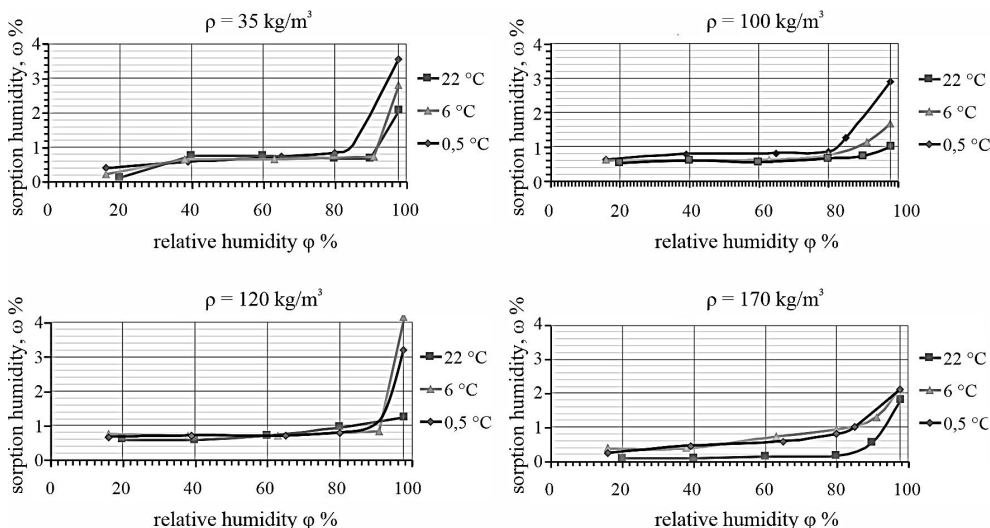 ρ = 35 kg/m³
sorption humidity, ω %
4
3
2
1
0
0 20 40 60 80 100
relative humidity φ %
22 °C
6 °C
0,5 °C
ρ = 100 kg/m³
sorption humidity, ω %
4
3
2
1
0
0 20 40 60 80 100
relative humidity φ %
22 °C
6 °C
0,5 °C
ρ = 120 kg/m³
sorption humidity, ω %
4
3
2
1
0
0 20 40 60 80 100
relative humidity φ %
22 °C
6 °C
0,5 °C
ρ = 170 kg/m³
sorption humidity, ω %
4
3
2
1
0
0 20 40 60 80 100
relative humidity φ %
22 °C
6 °C
0,5 °C